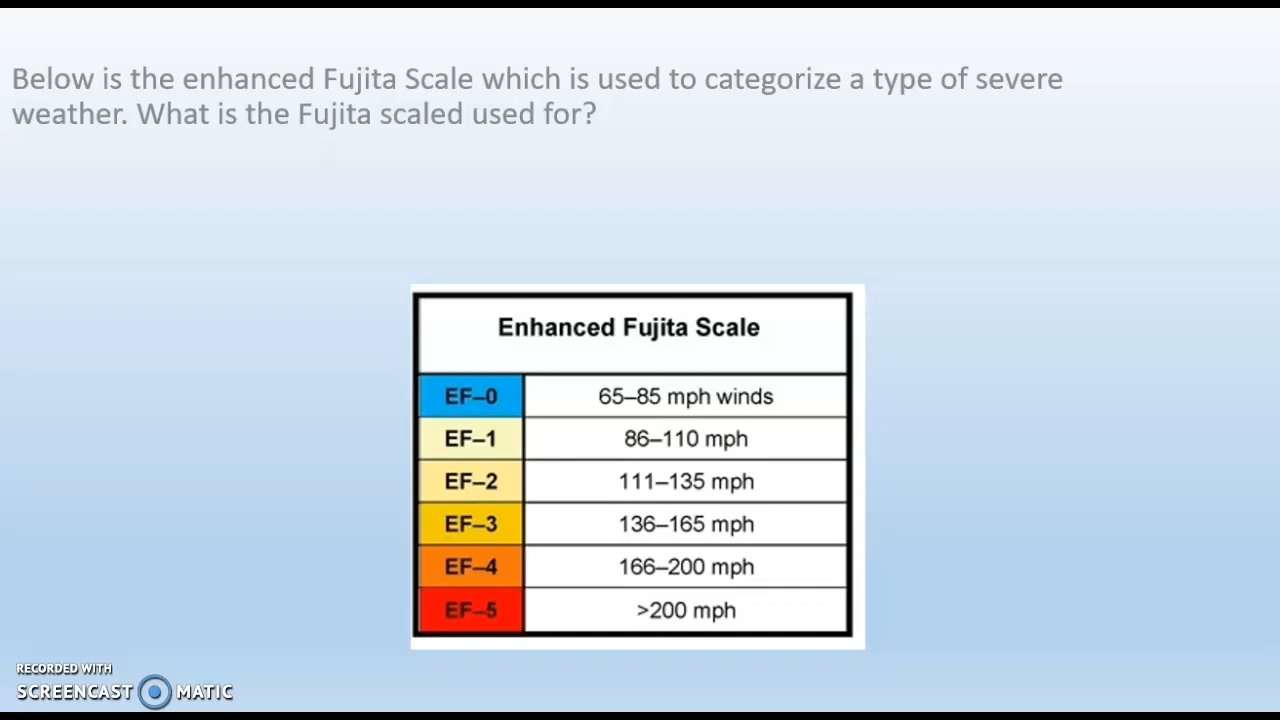 Below is the enhanced Fujita Scale which is used to categorize a type of severe
weather. What is the Fujita scaled used for?
Enhanced Fujita Scale
EF–0 65–85 mph winds
EF–1 86–110 mph
EF–2 111–135 mph
EF–3 136–165 mph
EF–4 166–200 mph
EF–5 >200 mph
RECORDED WITH
SCREENCAST MATIC